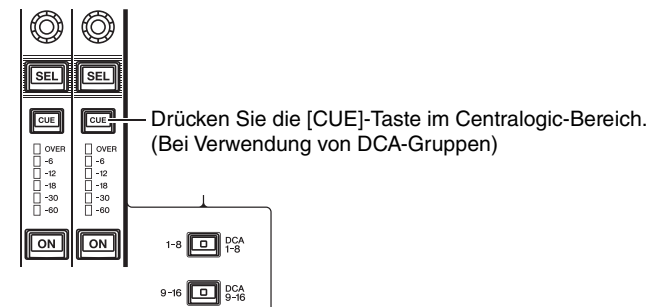 SEL SEL
CUE CUE
Drücken Sie die [CUE]-Taste im Centralogic-Bereich.
(Bei Verwendung von DCA-Gruppen)
OVER OVER
-6 -6
-12 -12
-18 -18
-30 -30
-60 -60
ON ON
1-8 DCA
1-8
9-16 DCA
9-16